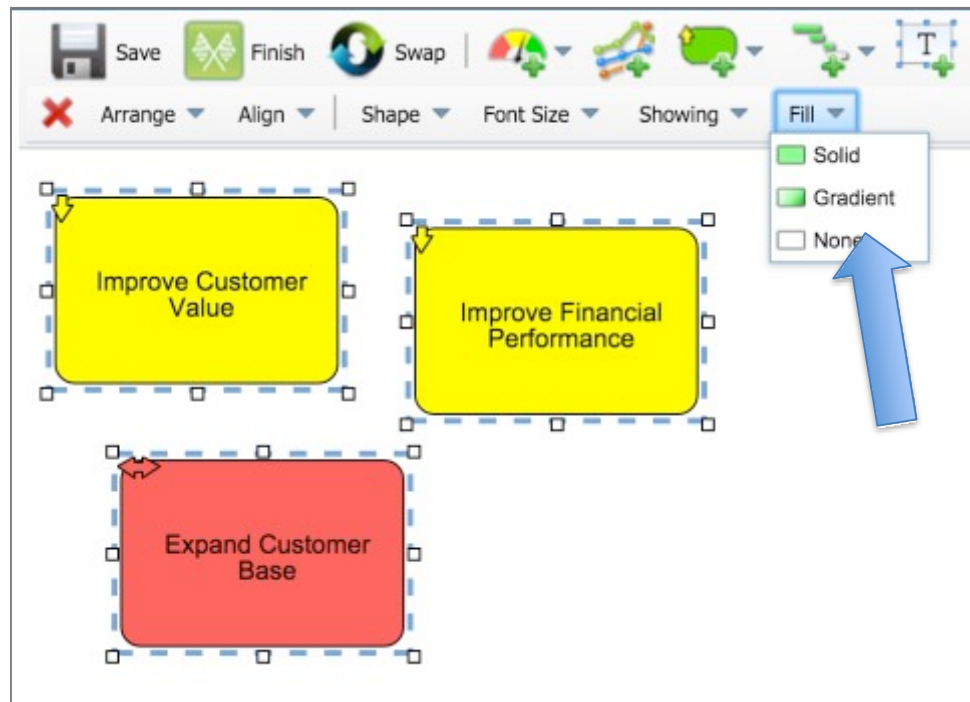 Save Finish Swap T
Arrange Align Shape Font Size Showing Fill
Solid
Gradient
None
Improve Customer
Value
Improve Financial
Performance
Expand Customer
Base